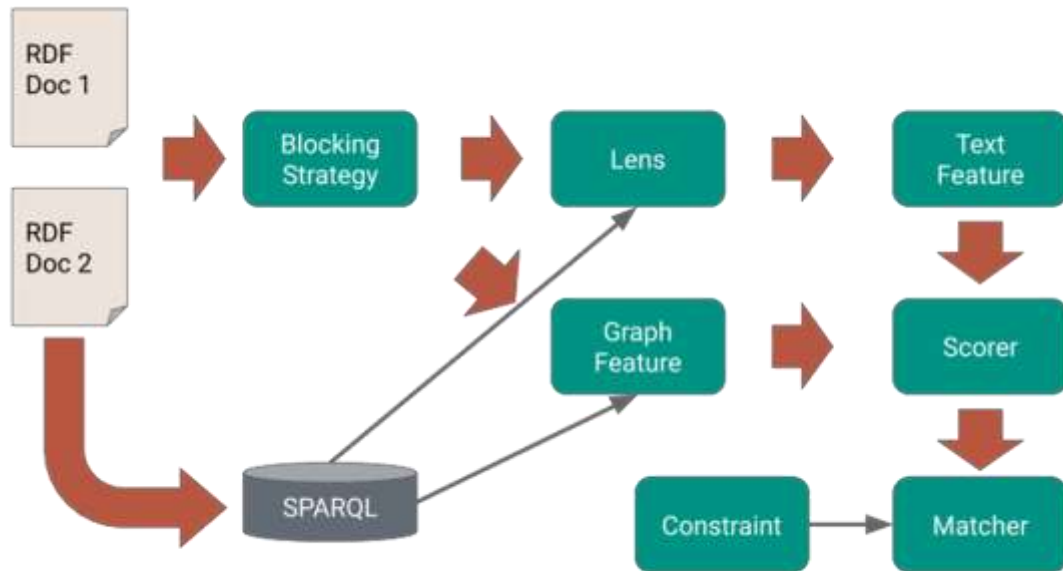 RDF
Doc 1
Blocking
Strategy
Lens
Text
Feature
RDF
Doc 2
Graph
Feature
Scorer
SPARQL
Constraint
Matcher